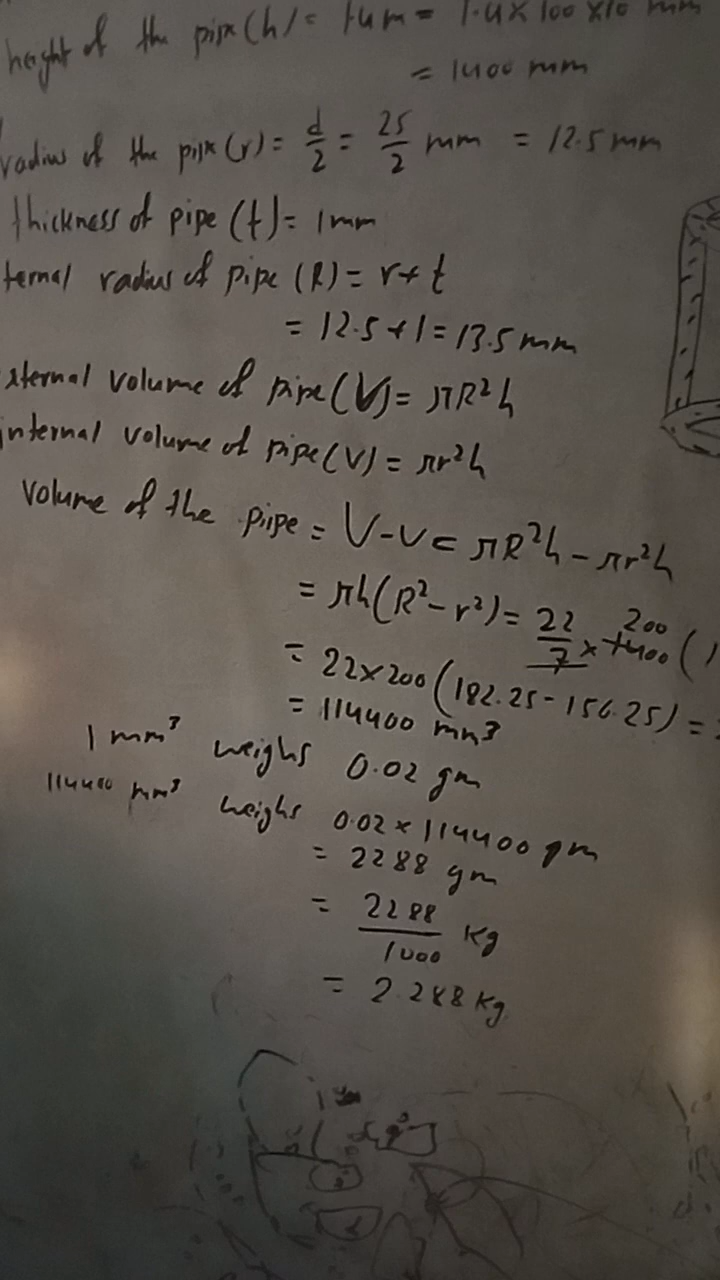 height of the pipe (h) = 1.4m = 1.4 × 100 × 10 mm
= 1400 mm
radius of the pipe (r) = d/2 = 25/2 mm = 12.5 mm
thickness of pipe (t) = 1 mm
ternal radius of pipe (R) = r + t
= 12.5 + 1 = 13.5 mm
xternal volume of pipe (V) = πR²h
internal volume of pipe (v) = πr²h
volume of the pipe = V - v = πR²h - πr²h
= πh(R² - r²) = 22/7 × 1400 200 (1
= 22 × 200 (182.25 - 156.25) =
= 114400 mm³
1 mm³ weighs 0.02 gm
114400 mm³ weighs 0.02 × 114400 gm
= 2288 gm
= 2288/1000 kg
= 2.288 kg